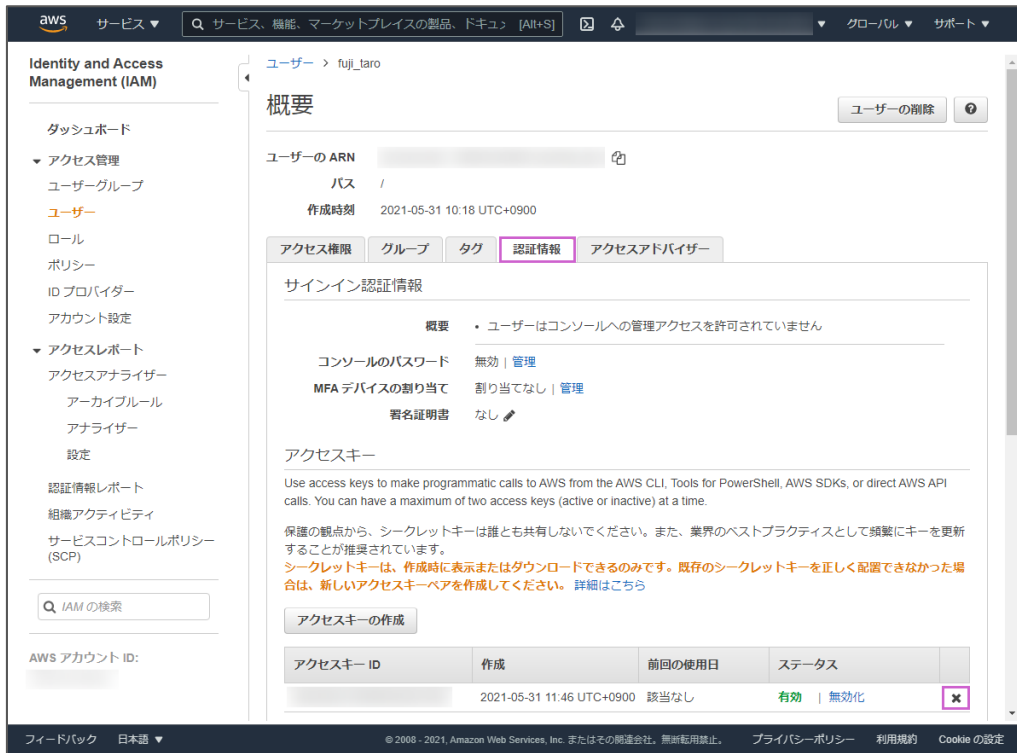 aws サービス ▼ サービス、機能、マーケットプレイスの製品、ドキュ [Alt+S] グローバル ▼ サポート ▼
Identity and Access
Management (IAM)
ダッシュボード
アクセス管理
ユーザーグループ
ユーザー
ロール
ポリシー
ID プロバイダー
アカウント設定
アクセスレポート
アクセスアナライザー
アーカイブルール
アナライザー
設定
認証情報レポート
組織アクティビティ
サービスコントロールポリシー
(SCP)
IAM の検索
AWS アカウント ID:
ユーザー > fuji_taro
概要
ユーザーの削除
ユーザーの ARN
パス /
作成時刻 2021-05-31 10:18 UTC+0900
アクセス権限 グループ タグ 認証情報 アクセスアドバイザー
サインイン認証情報
概要 • ユーザーはコンソールへの管理アクセスを許可されていません
コンソールのパスワード 無効 | 管理
MFA デバイスの割り当て 割り当てなし | 管理
署名証明書 なし
アクセスキー
Use access keys to make programmatic calls to AWS from the AWS CLI, Tools for PowerShell, AWS SDKs, or direct AWS API
calls. You can have a maximum of two access keys (active or inactive) at a time.
保護の観点から、シークレットキーは誰とも共有しないでください。また、業界のベストプラクティスとして頻繁にキーを更新
することが推奨されています。
シークレットキーは、作成時に表示またはダウンロードできるのみです。既存のシークレットキーを正しく配置できなかった場
合は、新しいアクセスキーペアを作成してください。 詳細はこちら
アクセスキーの作成
アクセスキー ID 作成 前回の使用日 ステータス
2021-05-31 11:46 UTC+0900 該当なし 有効 | 無効化
フィードバック 日本語 ▼ © 2008 - 2021, Amazon Web Services, Inc. またはその関連会社。無断転用禁止。 プライバシーポリシー 利用規約 Cookie の設定